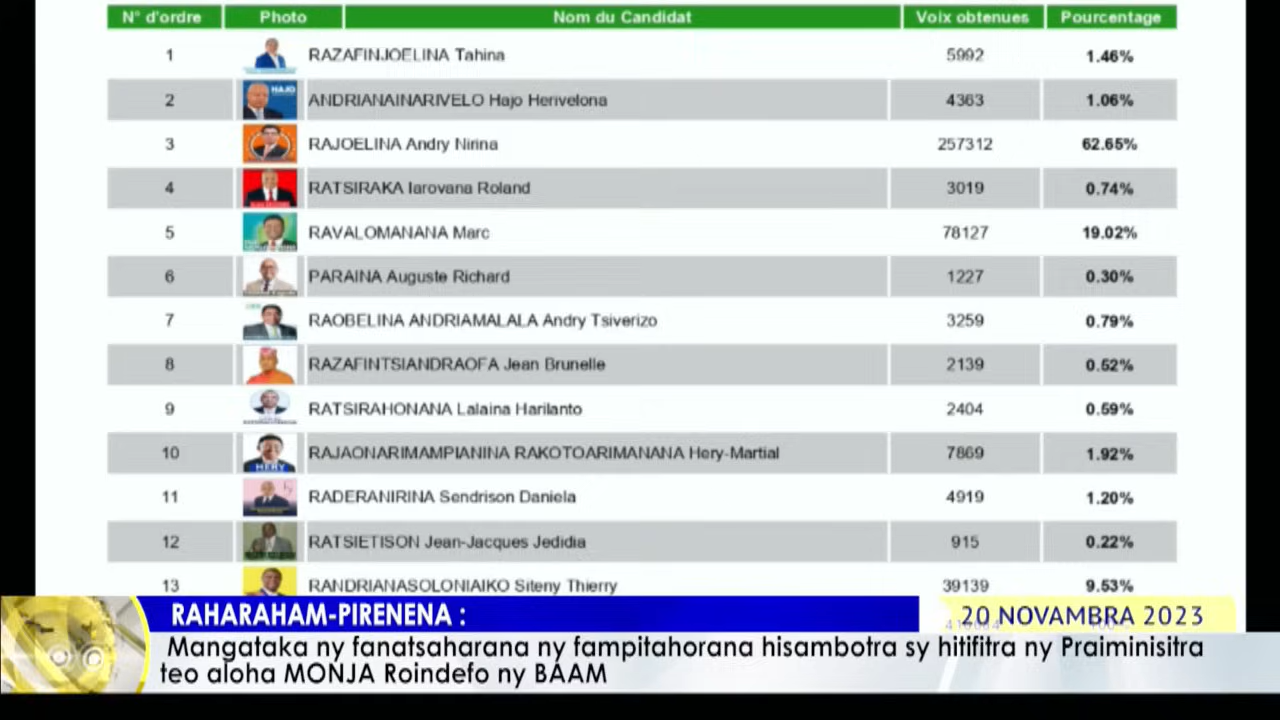 N° d'ordre Photo Nom du Candidat Voix obtenues Pourcentage
1 RAZAFINJOELINA Tahina 5992 1.46%
2 HAJO ANDRIANAINARIVELO Hajo Herivelona 4363 1.06%
3 RAJOELINA Andry Nirina 257312 62.65%
4 RATSIRAKA Iarovana Roland 3019 0.74%
5 RAVALOMANANA Marc 78127 19.02%
6 PARAINA Auguste Richard 1227 0.30%
7 RAOBELINA ANDRIAMALALA Andry Tsiverizo 3259 0.79%
8 RAZAFINTSIANDRAOFA Jean Brunelle 2139 0.52%
9 RATSIRAHONANA Lalaina Harilanto 2404 0.59%
10 HERY RAJAONARIMAMPIANINA RAKOTOARIMANANA Hery-Martial 7869 1.92%
11 RADERANIRINA Sendrison Daniela 4919 1.20%
12 RATSIETISON Jean-Jacques Jedidia 915 0.22%
13 RANDRIANASOLONIAIKO Siteny Thierry 39139 9.53%
RAHARAHAM-PIRENENA : 20 NOVAMBRA 2023
Mangataka ny fanatsaharana ny fampitahorana hisambotra sy hitifitra ny Praiminisitra
teo aloha MONJA Roindefo ny BAAM